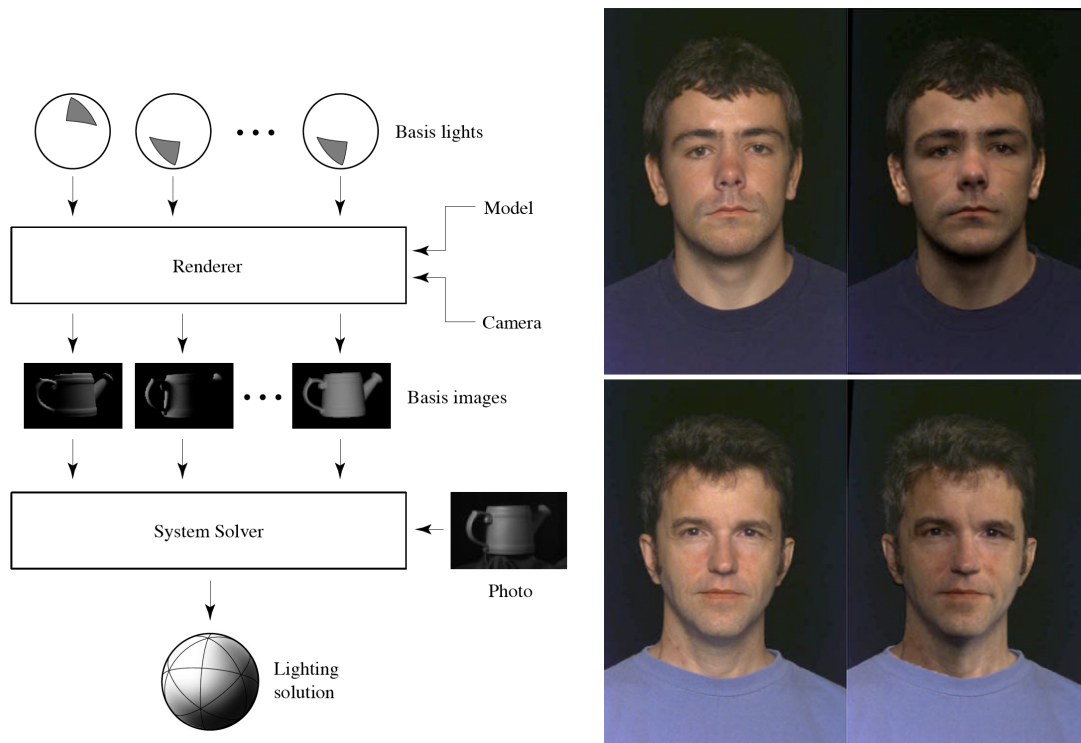 Basis lights
Model
Renderer
Camera
Basis images
System Solver
Photo
Lighting
solution